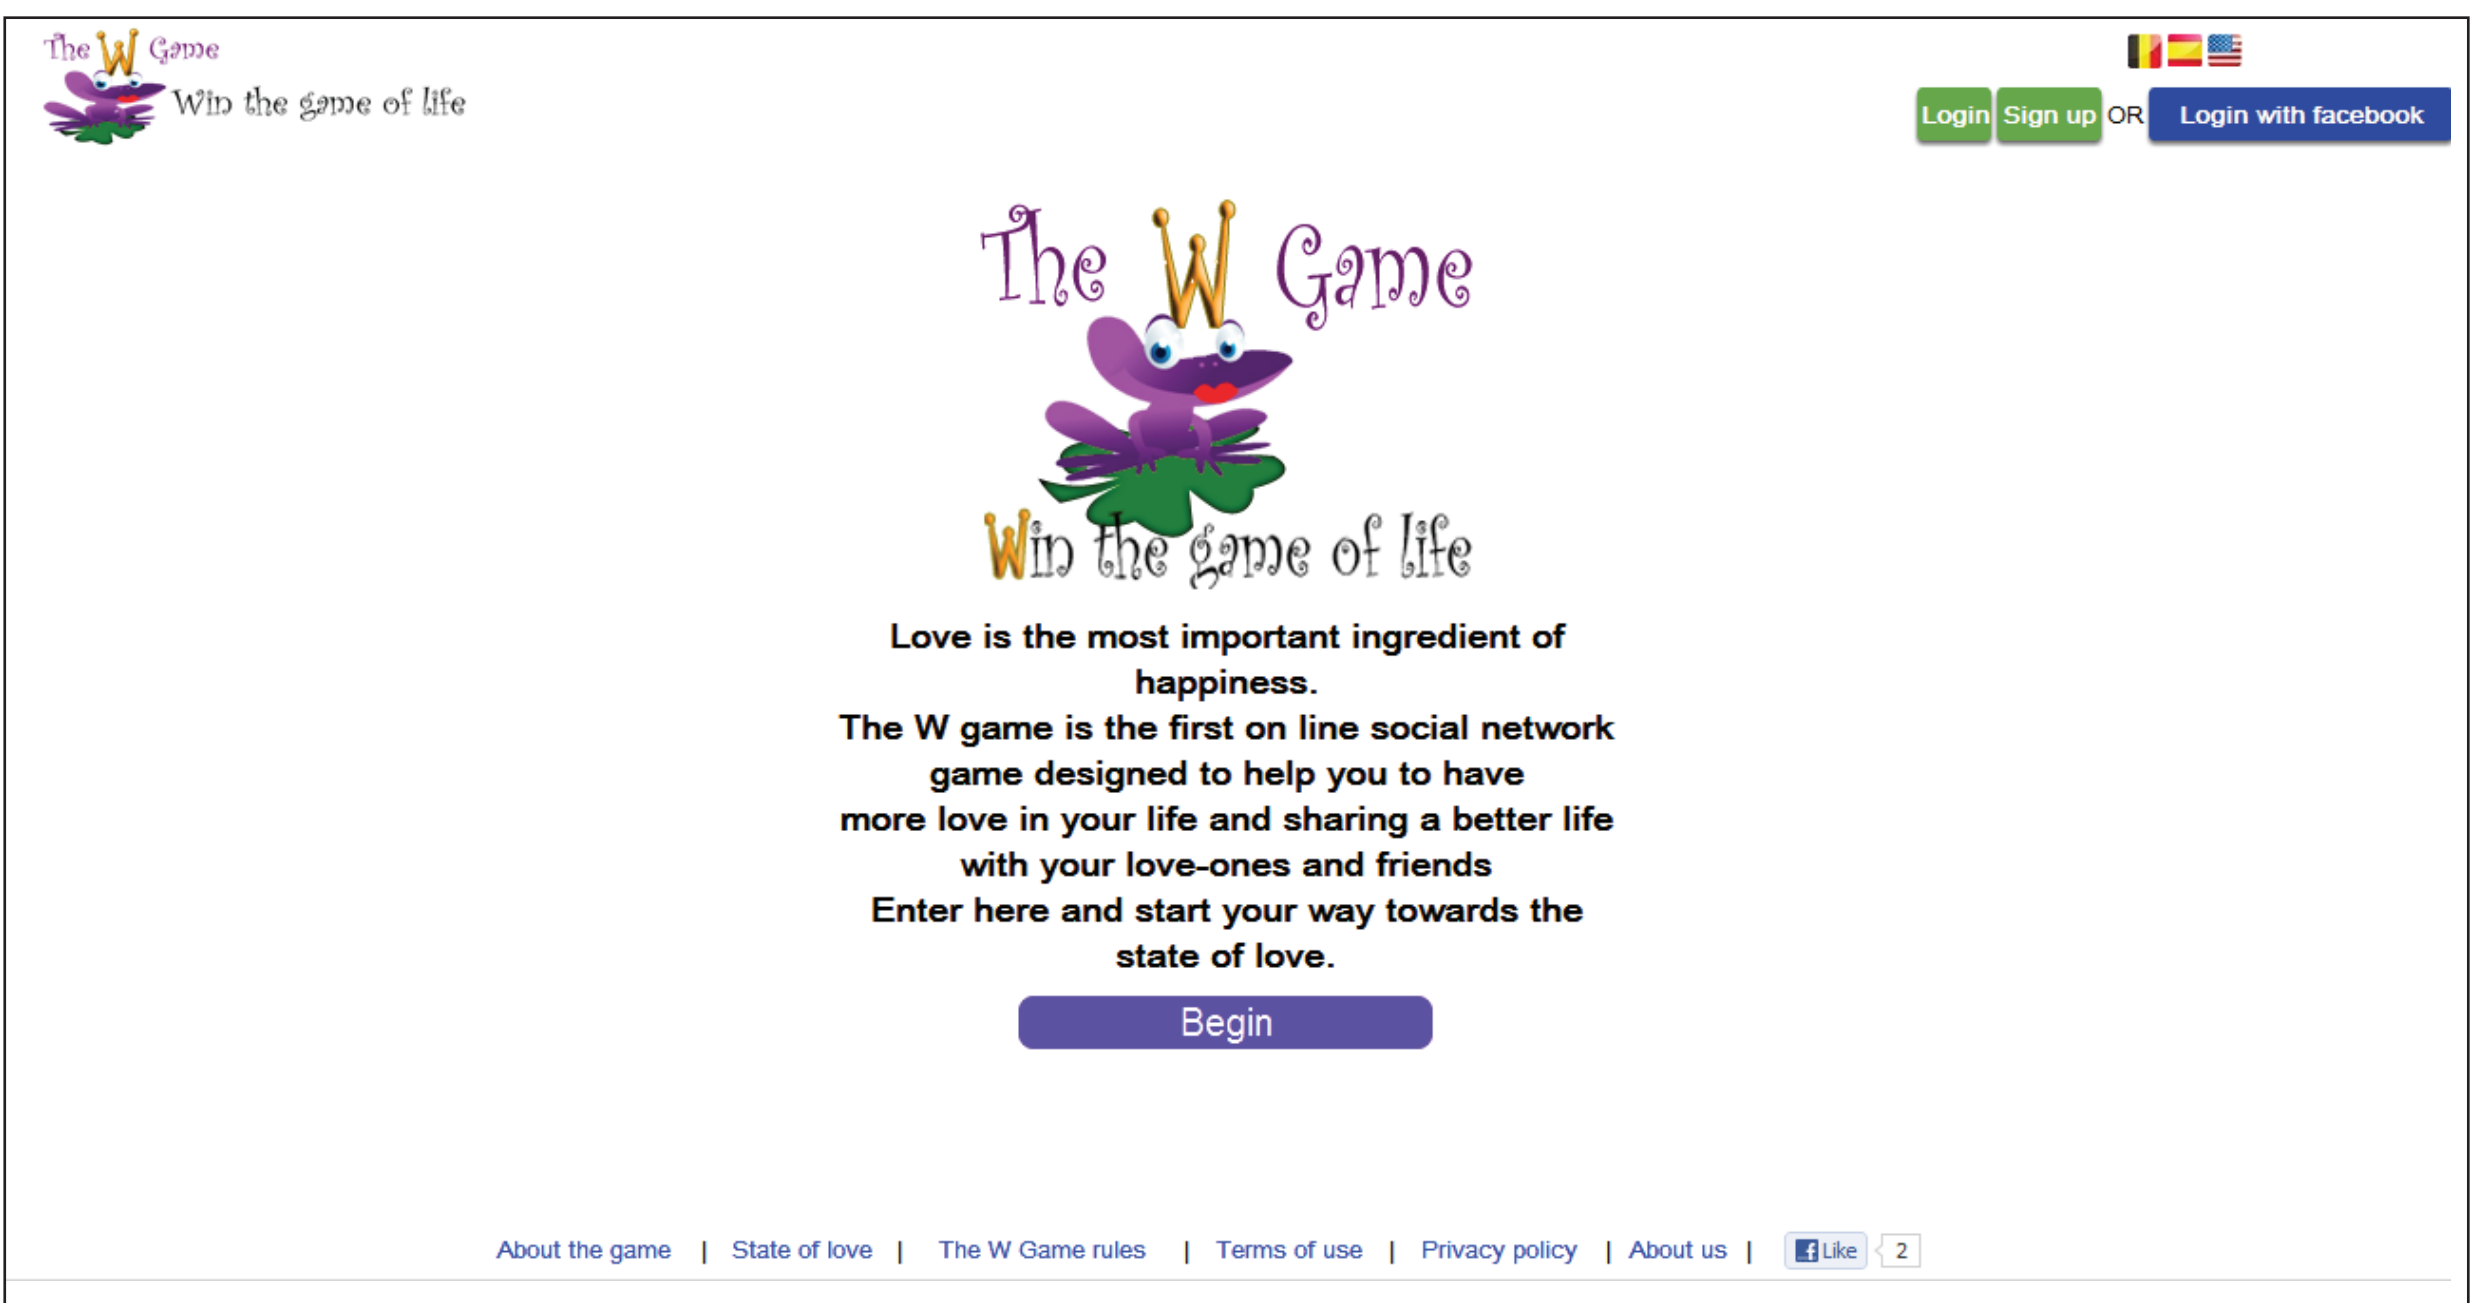 The W Game
Win the game of life
Login Sign up OR Login with facebook
The W Game
Win the game of life
Love is the most important ingredient of
happiness.
The W game is the first on line social network
game designed to help you to have
more love in your life and sharing a better life
with your love-ones and friends
Enter here and start your way towards the
state of love.
Begin
About the game | State of love | The W Game rules | Terms of use | Privacy policy | About us | Like 2